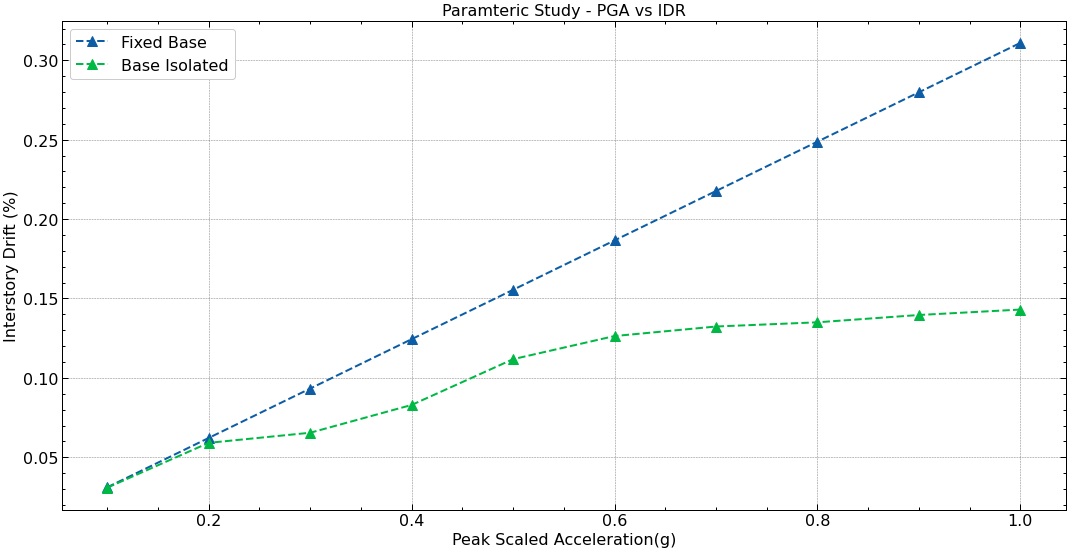 Paramteric Study - PGA vs IDR
Fixed Base
Base Isolated
Interstory Drift (%)
0.30
0.25
0.20
0.15
0.10
0.05
0.2 0.4 0.6 0.8 1.0
Peak Scaled Acceleration(g)